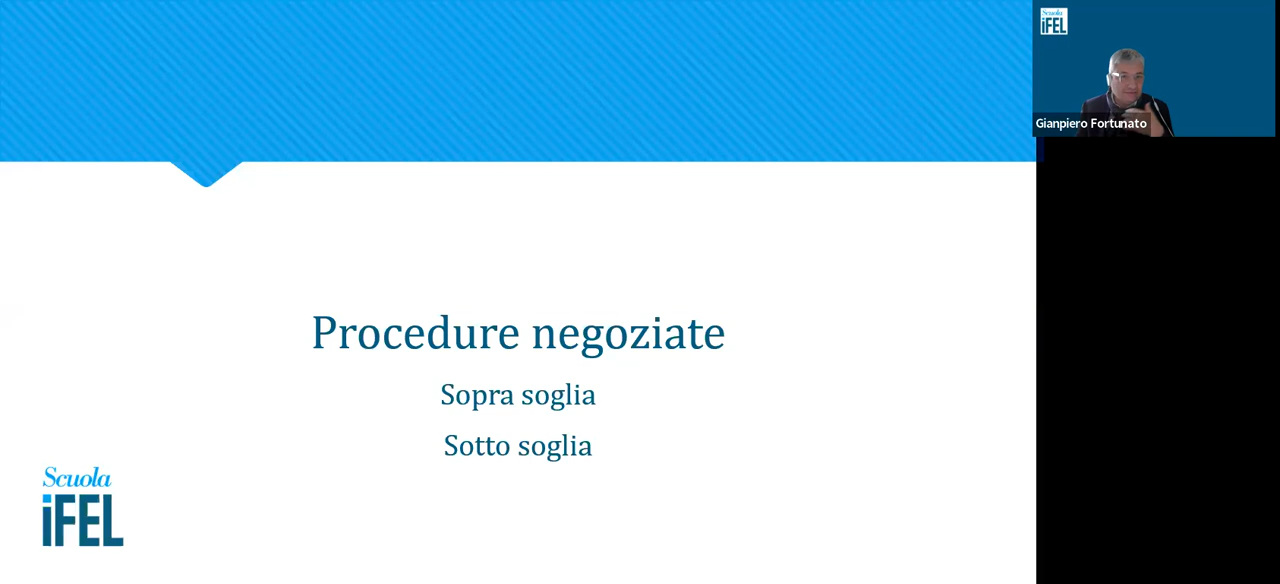 Scuola
iFEL
Gianpiero Fortunato
Procedure negoziate
Sopra soglia
Sotto soglia
Scuola
iFEL